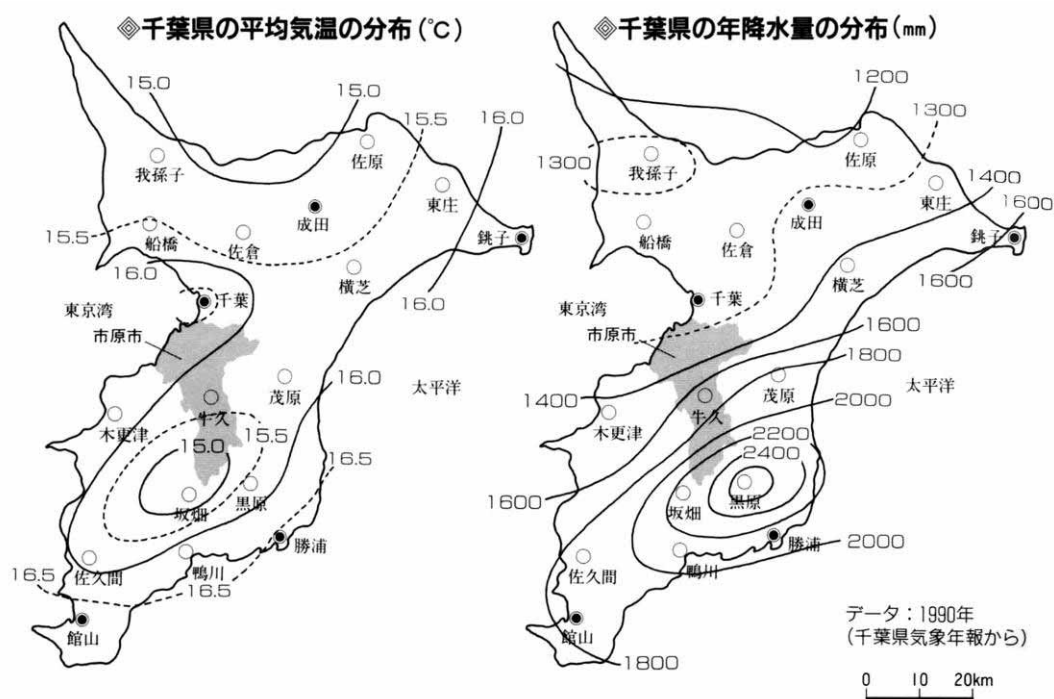 ◈千葉県の平均気温の分布(℃)
15.0
15.0
15.5
16.0
我孫子
佐原
東庄
成田
15.5
船橋
佐倉
銚子
16.0
横芝
16.0
東京湾
千葉
市原市
16.0
茂原
太平洋
牛久
木更津
15.5
15.0
16.5
黒原
坂畑
勝浦
16.5
佐久間
鴨川
16.5
館山
◈千葉県の年降水量の分布(mm)
1200
1300
1300
我孫子
佐原
1400
東庄
1600
成田
船橋
佐倉
銚子
横芝
1600
東京湾
千葉
市原市
1600
1800
茂原
太平洋
1400
牛久
2000
木更津
2200
2400
1600
黒原
坂畑
勝浦
2000
佐久間
鴨川
館山
1800
データ:1990年
(千葉県気象年報から)
0 10 20km